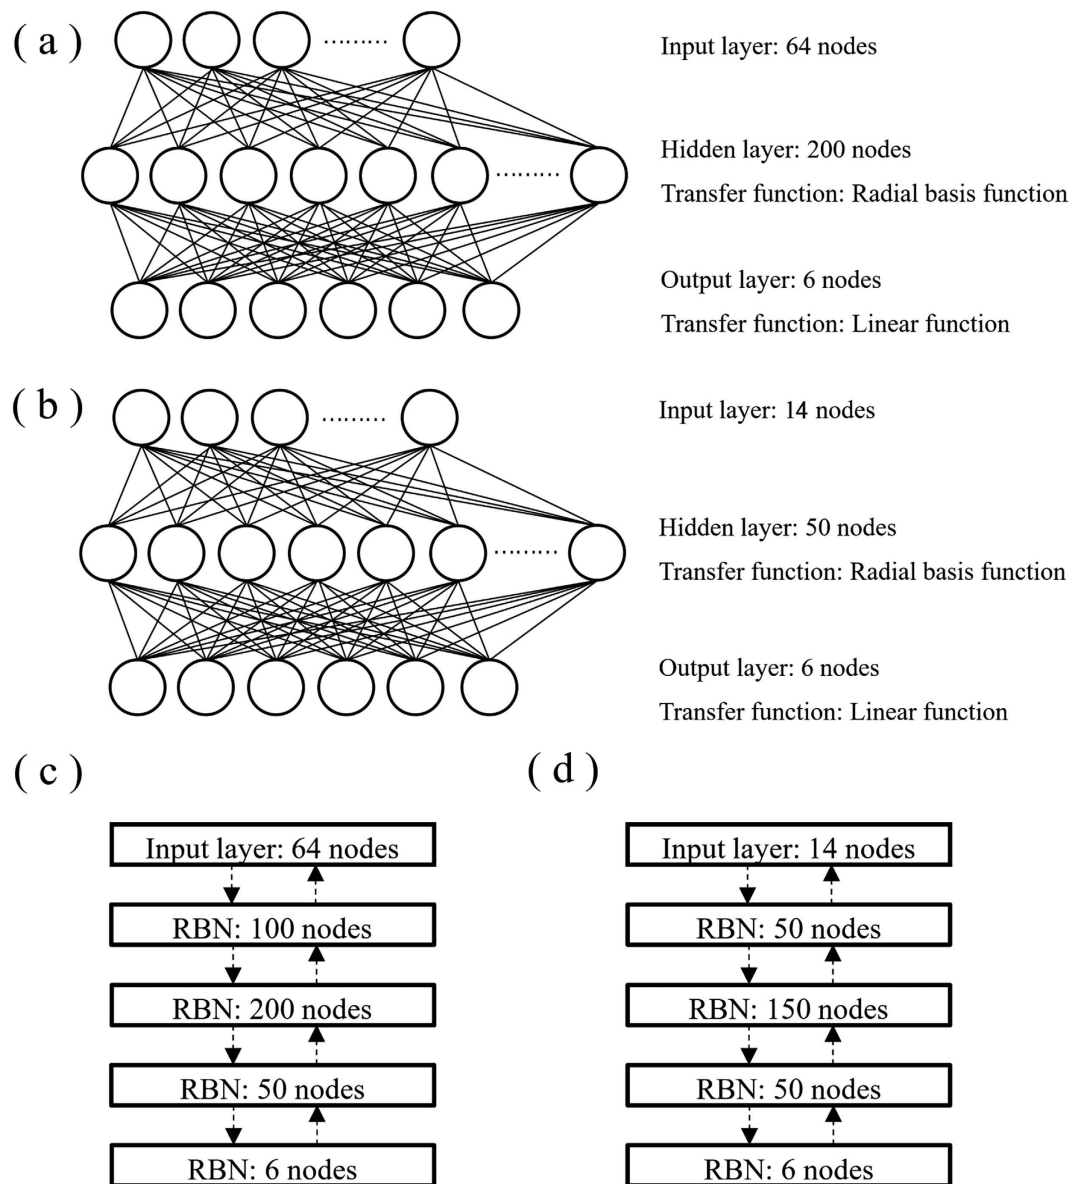 ( a )
Input layer: 64 nodes
Hidden layer: 200 nodes
Transfer function: Radial basis function
Output layer: 6 nodes
Transfer function: Linear function
( b )
Input layer: 14 nodes
Hidden layer: 50 nodes
Transfer function: Radial basis function
Output layer: 6 nodes
Transfer function: Linear function
( c )
Input layer: 64 nodes
RBN: 100 nodes
RBN: 200 nodes
RBN: 50 nodes
RBN: 6 nodes
( d )
Input layer: 14 nodes
RBN: 50 nodes
RBN: 150 nodes
RBN: 50 nodes
RBN: 6 nodes